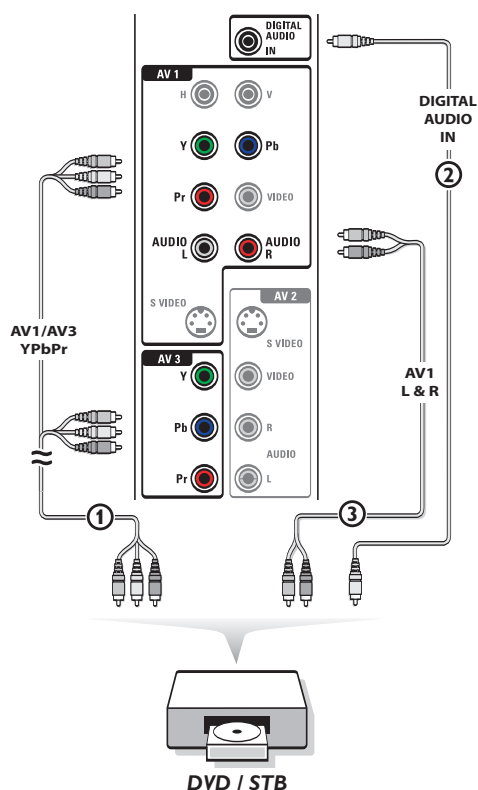 DIGITAL
AUDIO
IN
AV 1
H V
Y Pb
Pr VIDEO
AUDIO
L
AUDIO
R
S VIDEO
AV 2
S VIDEO
AV 3
Y
VIDEO
Pb
R
AUDIO
Pr
L
AV1/AV3
YPbPr
1
DIGITAL
AUDIO
IN
2
AV1
L & R
3
DVD / STB